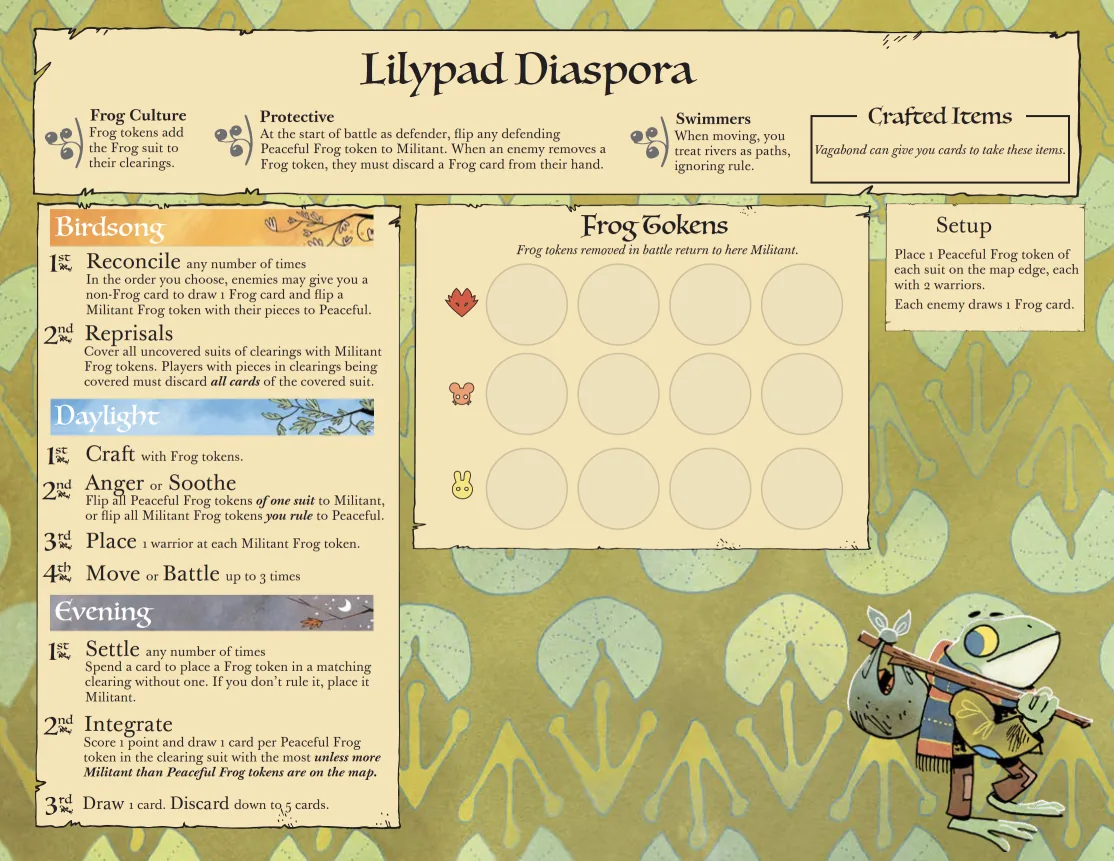 Lilypad Diaspora
Frog Culture
Frog tokens add
the Frog suit to
their clearings.
Protective
At the start of battle as defender, flip any defending
Peaceful Frog token to Militant. When an enemy removes a
Frog token, they must discard a Frog card from their hand.
Swimmers
When moving, you
treat rivers as paths,
ignoring rule.
Crafted Items
Vagabond can give you cards to take these items.
Birdsong
1st Reconcile any number of times
In the order you choose, enemies may give you a
non-Frog card to draw 1 Frog card and flip a
Militant Frog token with their pieces to Peaceful.
2nd Reprisals
Cover all uncovered suits of clearings with Militant
Frog tokens. Players with pieces in clearings being
covered must discard all cards of the covered suit.
Daylight
1st Craft with Frog tokens.
2nd Anger or Soothe
Flip all Peaceful Frog tokens of one suit to Militant,
or flip all Militant Frog tokens you rule to Peaceful.
3rd Place 1 warrior at each Militant Frog token.
4th Move or Battle up to 3 times
Evening
1st Settle any number of times
Spend a card to place a Frog token in a matching
clearing without one. If you don't rule it, place it
Militant.
2nd Integrate
Score 1 point and draw 1 card per Peaceful Frog
token in the clearing suit with the most unless more
Militant than Peaceful Frog tokens are on the map.
3rd Draw 1 card. Discard down to 5 cards.
Frog Tokens
Frog tokens removed in battle return to here Militant.
Setup
Place 1 Peaceful Frog token of
each suit on the map edge, each
with 2 warriors.
Each enemy draws 1 Frog card.